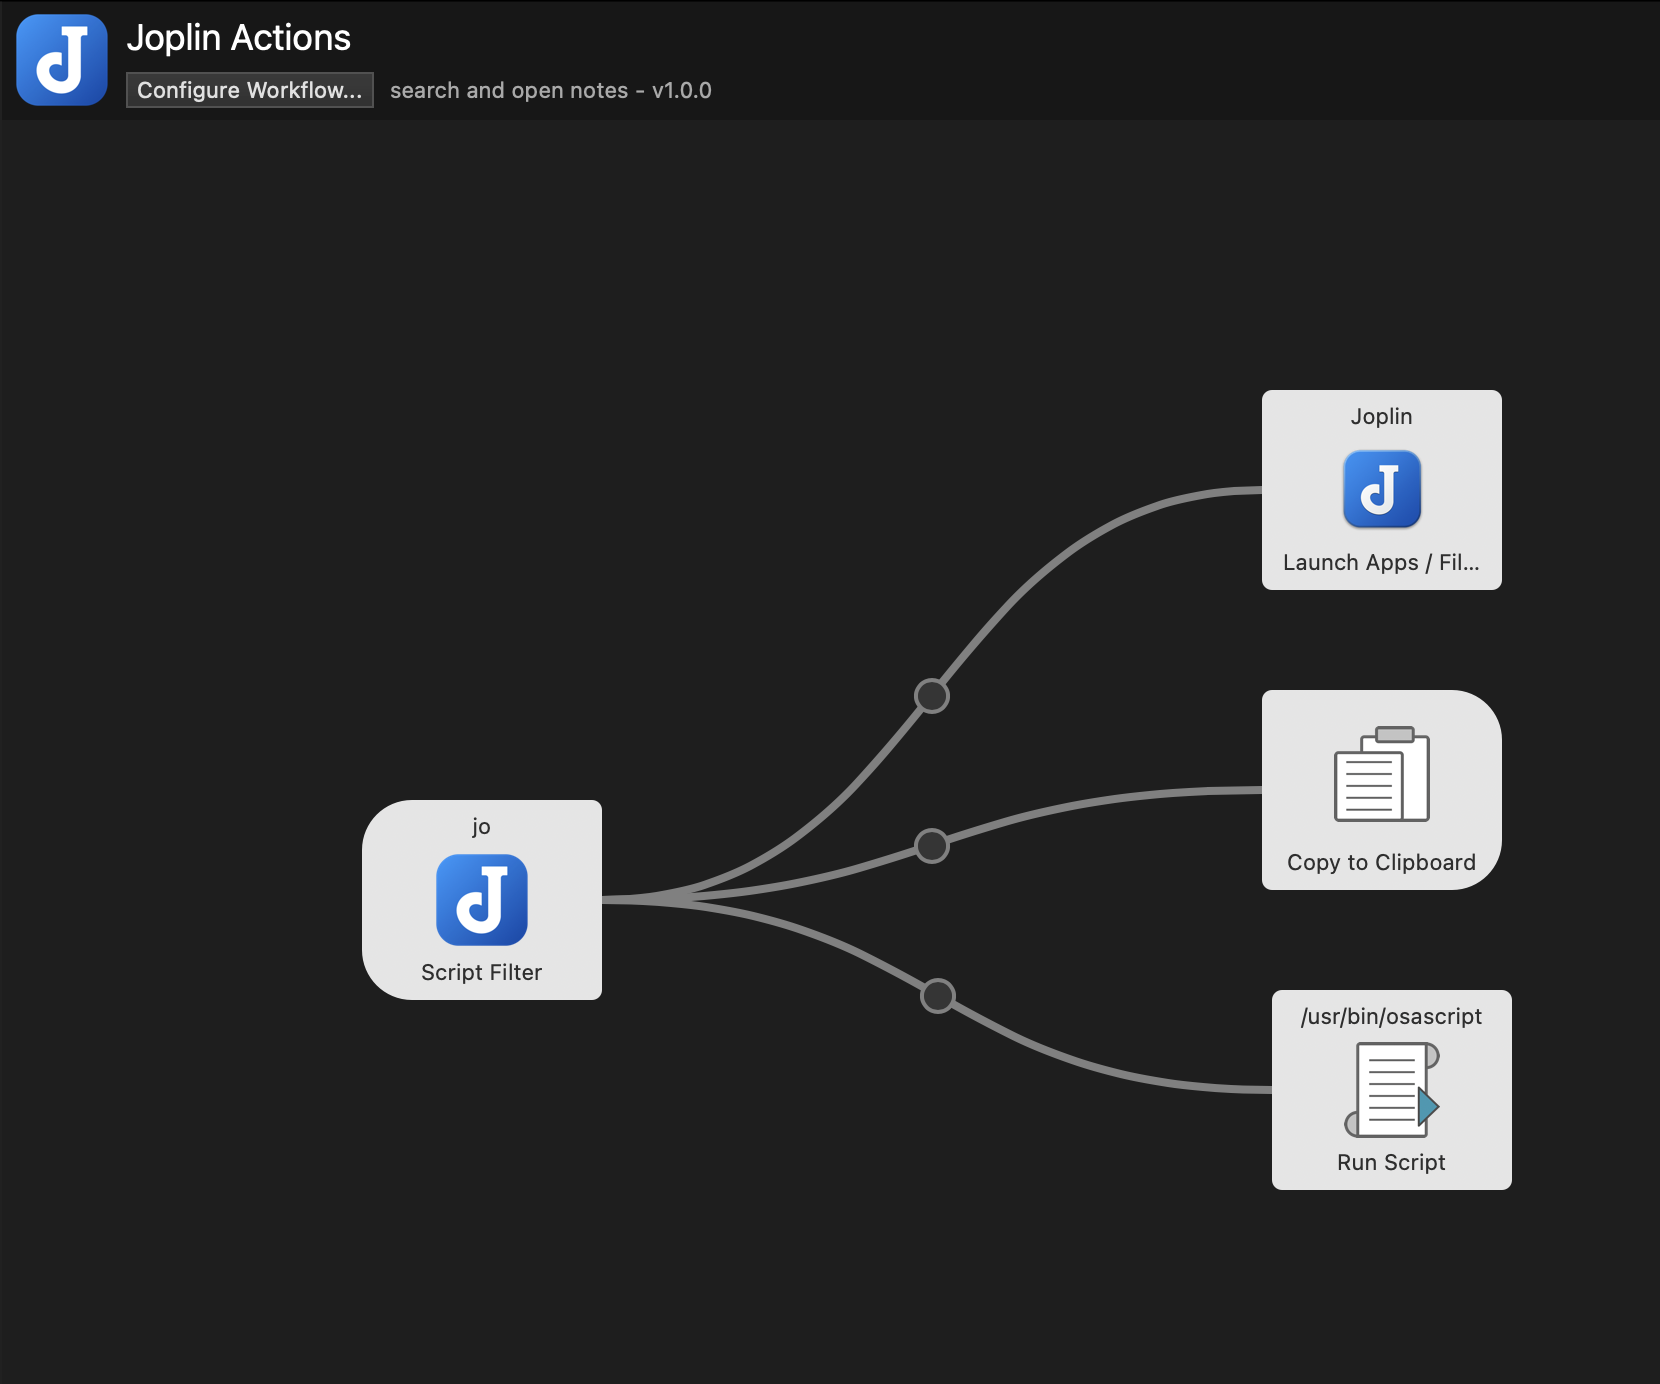 Joplin Actions
Configure Workflow...
search and open notes - v1.0.0
Joplin
Launch Apps / Fil...
Copy to Clipboard
jo
Script Filter
/usr/bin/osascript
Run Script